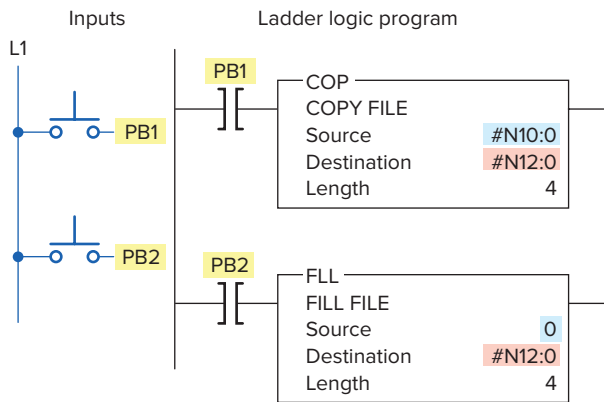 Inputs
Ladder logic program
L1
PB1
PB1
COP
COPY FILE
Source #N10:0
Destination #N12:0
Length 4
PB2
PB2
FLL
FILL FILE
Source 0
Destination #N12:0
Length 4